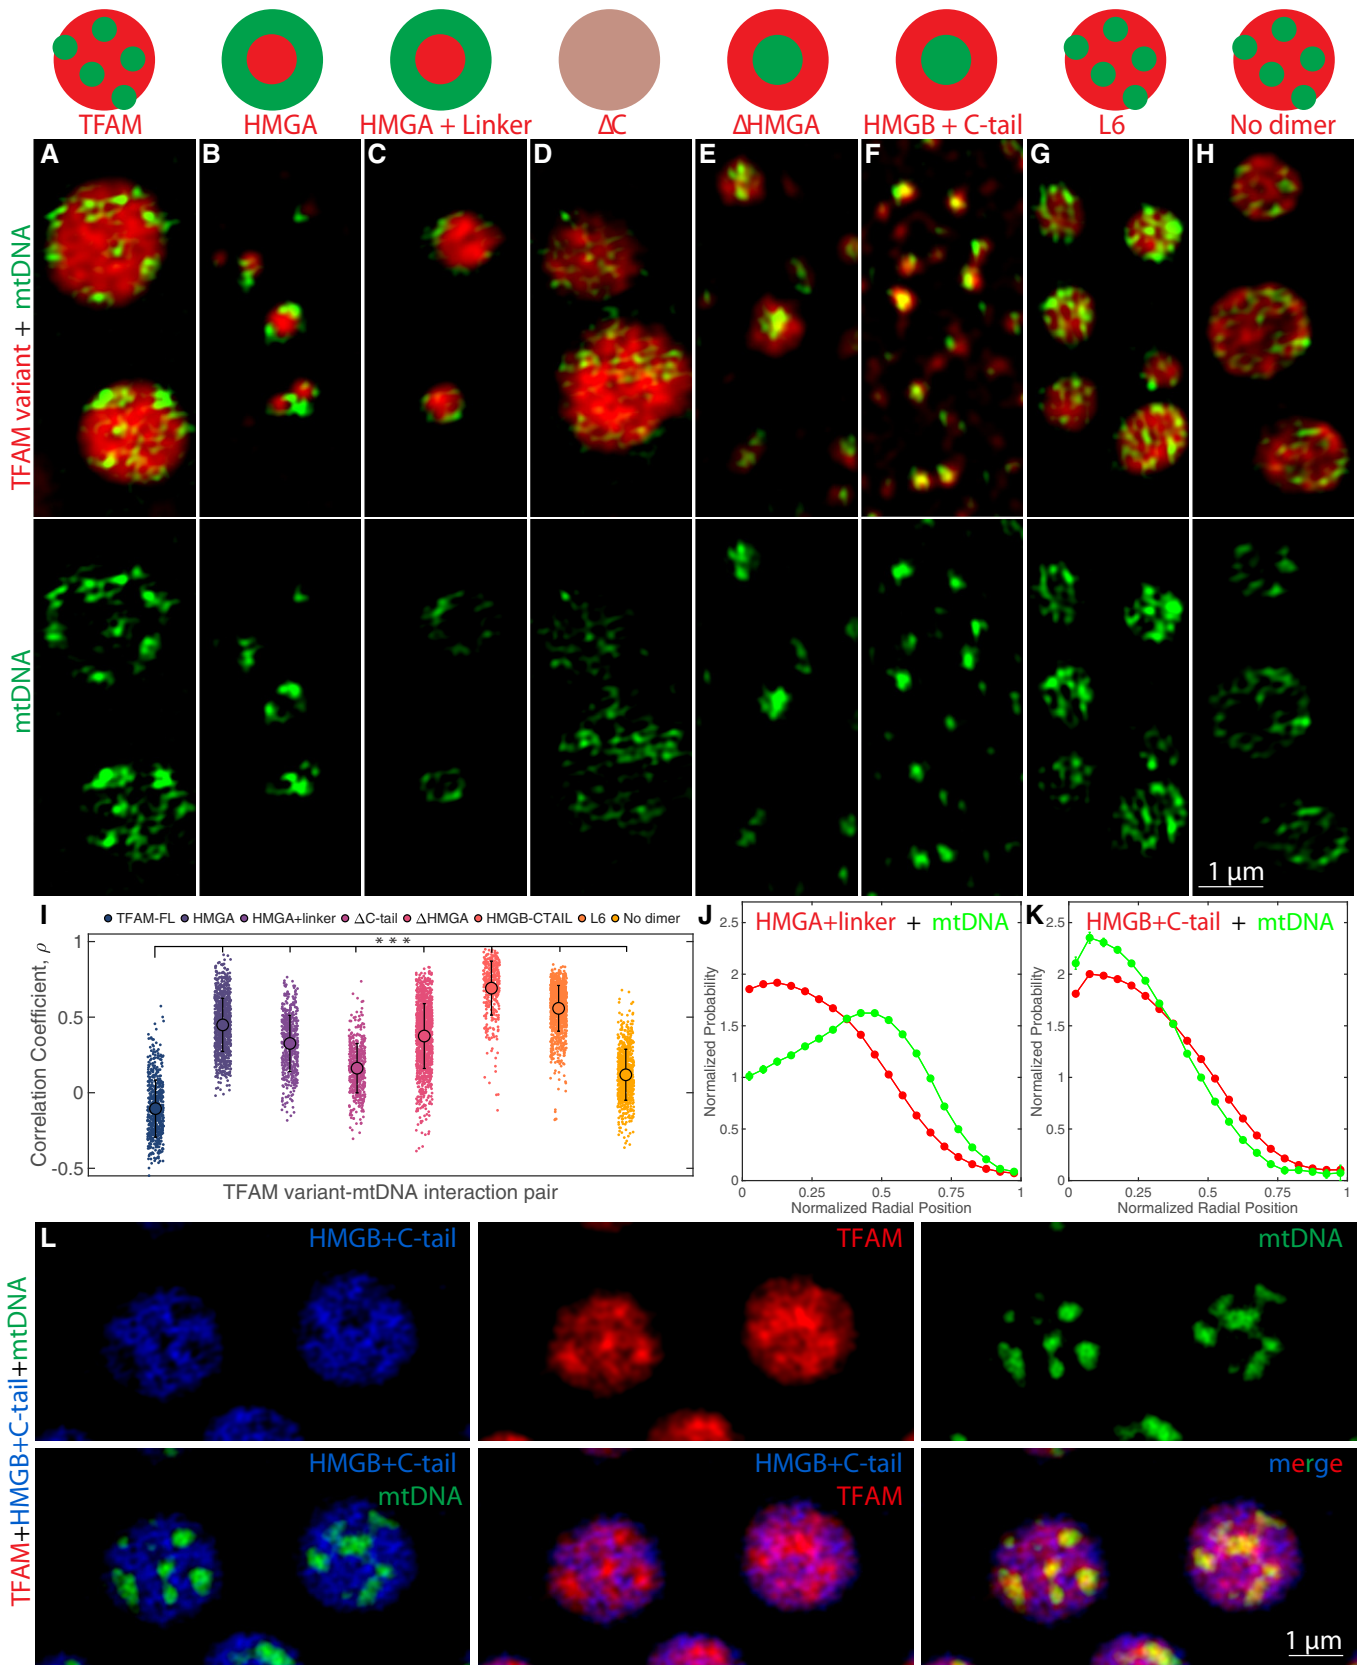 TFAM HMGA HMGA + Linker ΔC ΔHMGA HMGB + C-tail L6 No dimer
A B C D E F G H
TFAM variant + mtDNA
mtDNA
1 μm
I
TFAM-FL HMGA HMGA+linker ΔC-tail ΔHMGA HMGB-CTAIL L6 No dimer
* * *
1
0.5
0
-0.5
Correlation Coefficient, ρ
TFAM variant-mtDNA interaction pair
J
HMGA+linker + mtDNA
2.5
2
1.5
1
0.5
0
Normalized Probability
0 0.25 0.5 0.75 1
Normalized Radial Position
K
HMGB+C-tail + mtDNA
2.5
2
1.5
1
0.5
0
Normalized Probability
0 0.25 0.5 0.75 1
Normalized Radial Position
L
TFAM+HMGB+C-tail+mtDNA
HMGB+C-tail
TFAM
mtDNA
HMGB+C-tail
mtDNA
HMGB+C-tail
TFAM
merge
1 μm